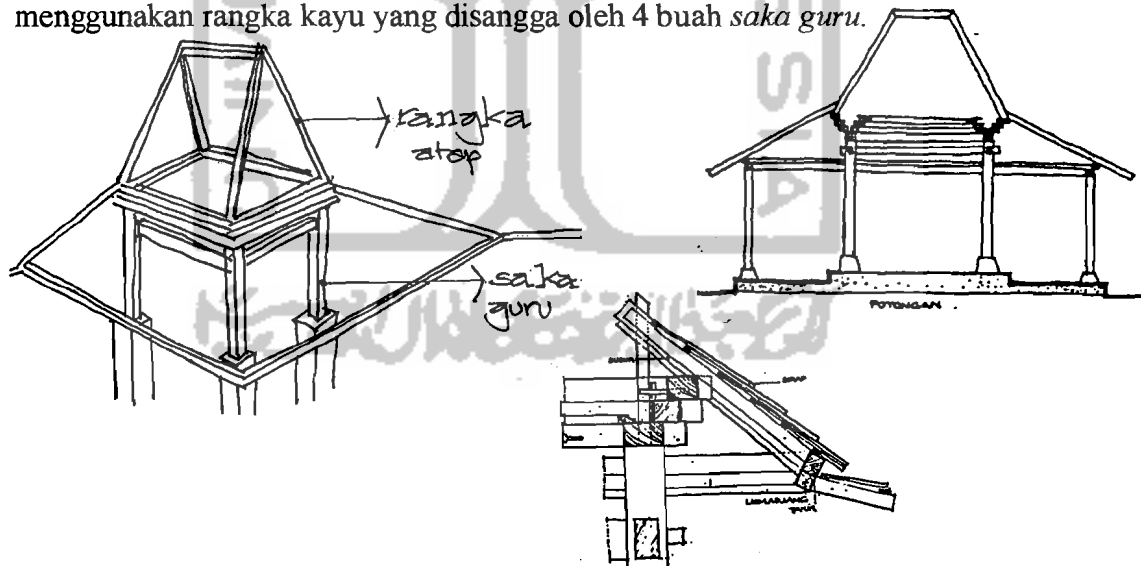 menggunakan rangka kayu yang disangga oleh 4 buah saka guru.
rangka
atap
saka
guru
POTONGAN .